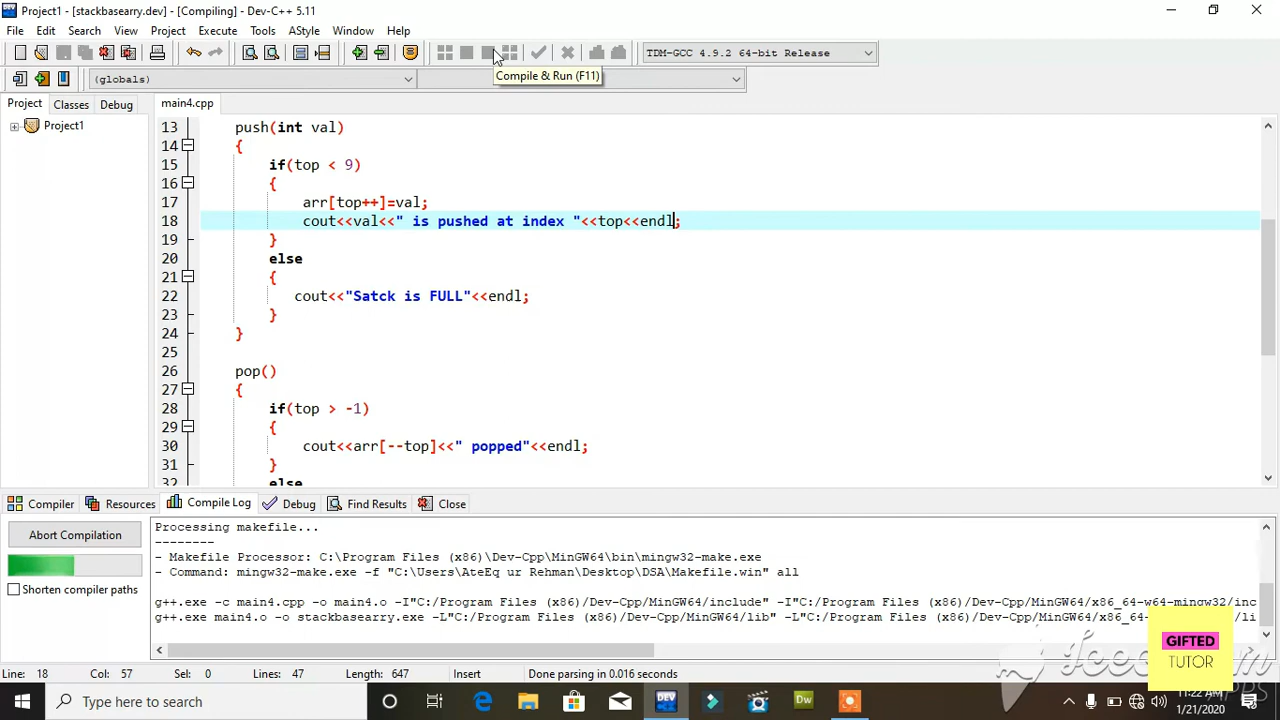 Project1 - [stackbasearry.dev] - [Compiling] - Dev-C++ 5.11
File Edit Search View Project Execute Tools AStyle Window Help
TDM-GCC 4.9.2 64-bit Release
(globals)
Compile & Run (F11)
Project Classes Debug
main4.cpp
Project1
13 push(int val)
14 {
15 if(top < 9)
16 {
17 arr[top++]=val;
18 cout<<val<<" is pushed at index "<<top<<endl;
19 }
20 else
21 {
22 cout<<"Satck is FULL"<<endl;
23 }
24 }
25
26 pop()
27 {
28 if(top > -1)
29 {
30 cout<<arr[--top]<<" popped"<<endl;
31 }
32 else
Compiler Resources Compile Log Debug Find Results Close
Abort Compilation
Shorten compiler paths
Processing makefile...
--------
- Makefile Processor: C:\Program Files (x86)\Dev-Cpp\MinGW64\bin\mingw32-make.exe
- Command: mingw32-make.exe -f "C:\Users\AteEq ur Rehman\Desktop\DSA\Makefile.win" all
g++.exe -c main4.cpp -o main4.o -I"C:/Program Files (x86)/Dev-Cpp/MinGW64/include" -I"C:/Program Files (x86)/Dev-Cpp/MinGW64/x86_64-w64-mingw32/inc
g++.exe main4.o -o stackbasearry.exe -L"C:/Program Files (x86)/Dev-Cpp/MinGW64/lib" -L"C:/Program Files (x86)/Dev-Cpp/MinGW64/x86_64-w64-mingw32/li
GIFTED
TUTOR
APPS
Line: 18 Col: 57 Sel: 0 Lines: 47 Length: 647 Insert Done parsing in 0.016 seconds
Type here to search
DEV
Dw
11:22 AM
1/21/2020